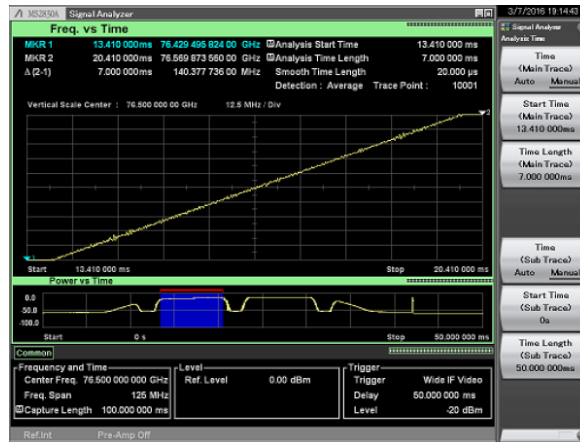 MS2850A Signal Analyzer
3/7/2016 19:14:43
Freq. vs Time
MKR 1 13.410 000ms 76.429 495 824 00 GHz Analysis Start Time 13.410 000 ms
MKR 2 20.410 000ms 76.569 873 560 00 GHz Analysis Time Length 7.000 000 ms
Δ (2-1) 7.000 000ms 140.377 736 00 MHz Smooth Time Length 20.000 µs
Detection : Average Trace Point : 10001
Vertical Scale Center : 76.500 000 00 GHz 12.5 MHz / Div
2
1
Start 13.410 000 ms Stop 20.410 000 ms
Power vs Time
0.0
-50.0
-100.0
Start 0 s Stop 50.000 000 ms
Common
Frequency and Time
Center Freq. 76.500 000 000 GHz
Freq. Span 125 MHz
Capture Length 100.000 000 ms
Level
Ref. Level 0.00 dBm
Trigger
Trigger Wide IF Video
Delay 50.000 000 ms
Level -20 dBm
Ref.Int Pre-Amp Off
Signal Analyzer
Analysis Time
Time
(Main Trace)
Auto Manual
Start Time
(Main Trace)
13.410 000ms
Time Length
(Main Trace)
7.000 000ms
Time
(Sub Trace)
Auto Manual
Start Time
(Sub Trace)
0s
Time Length
(Sub Trace)
50.000 000ms